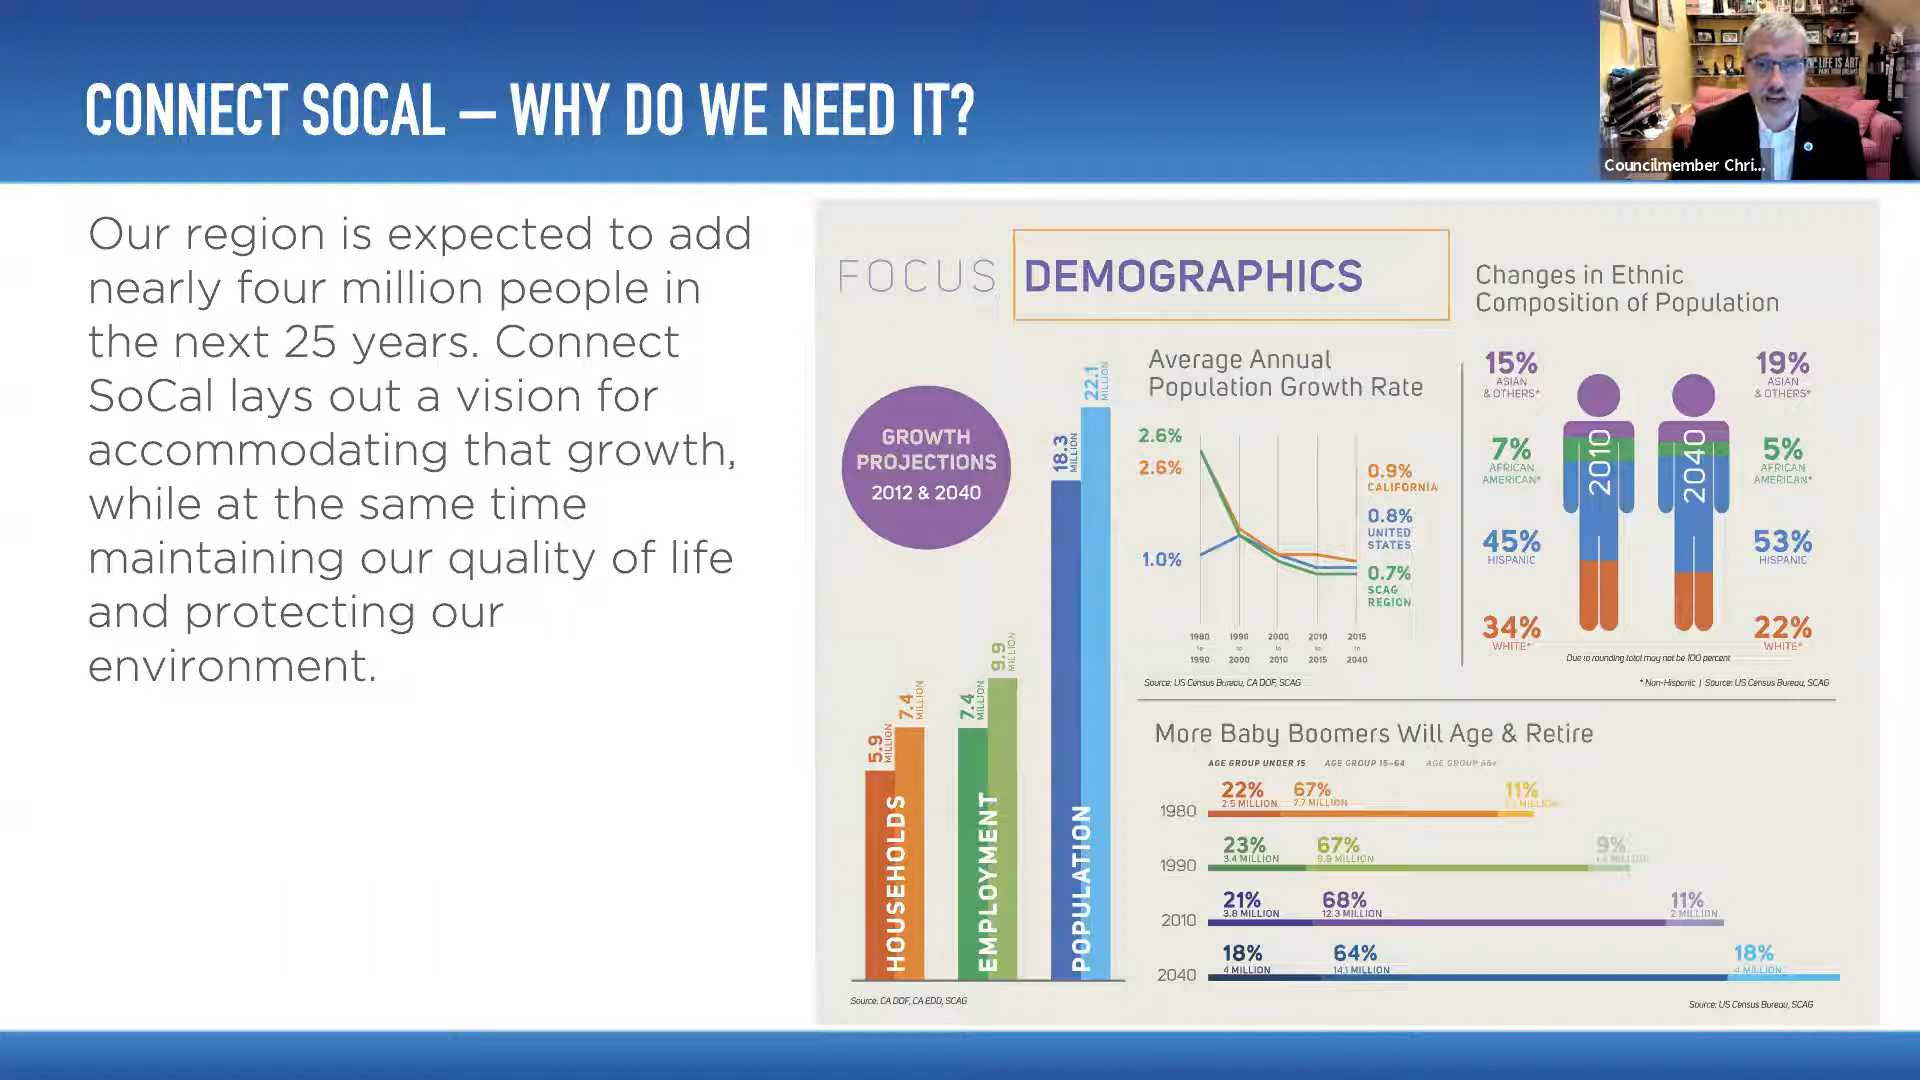 CONNECT SOCAL – WHY DO WE NEED IT?
LIFE IS ART
Councilmember Chri...
Our region is expected to add
nearly four million people in
the next 25 years. Connect
SoCal lays out a vision for
accommodating that growth,
while at the same time
maintaining our quality of life
and protecting our
environment.
FOCUS DEMOGRAPHICS
GROWTH
PROJECTIONS
2012 & 2040
5.9 MILLION
7.4 MILLION
HOUSEHOLDS
7.4 MILLION
9.9 MILLION
EMPLOYMENT
18.3 MILLION
22.1 MILLION
POPULATION
Source: CA DOF, CA EDD, SCAG
Average Annual
Population Growth Rate
2.6%
2.6%
1.0%
0.9%
CALIFORNIA
0.8%
UNITED
STATES
0.7%
SCAG
REGION
1980 1990 2000 2010 2015
to to to to to
1990 2000 2010 2015 2040
Source: US Census Bureau, CA DOF, SCAG
Changes in Ethnic
Composition of Population
15%
ASIAN
& OTHERS*
7%
AFRICAN
AMERICAN*
45%
HISPANIC
34%
WHITE*
2010
2040
19%
ASIAN
& OTHERS*
5%
AFRICAN
AMERICAN*
53%
HISPANIC
22%
WHITE*
Due to rounding total may not be 100 percent
* Non-Hispanic | Source: US Census Bureau, SCAG
More Baby Boomers Will Age & Retire
AGE GROUP UNDER 15 AGE GROUP 15–64 AGE GROUP 65+
22% 67% 11%
2.5 MILLION 7.7 MILLION MILLION
1980
23% 67% 9%
3.4 MILLION 9.9 MILLION MILLION
1990
21% 68% 11%
3.8 MILLION 12.3 MILLION 2 MILLION
2010
18% 64% 18%
4 MILLION 14.1 MILLION 4 MILLION
2040
Source: US Census Bureau, SCAG